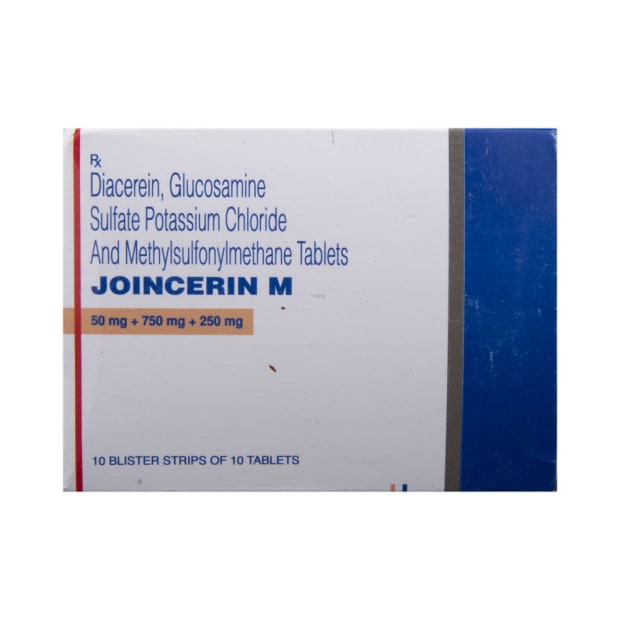 Rx
Diacerein, Glucosamine
Sulfate Potassium Chloride
And Methylsulfonylmethane Tablets
JOINCERIN M
50 mg + 750 mg + 250 mg
10 BLISTER STRIPS OF 10 TABLETS